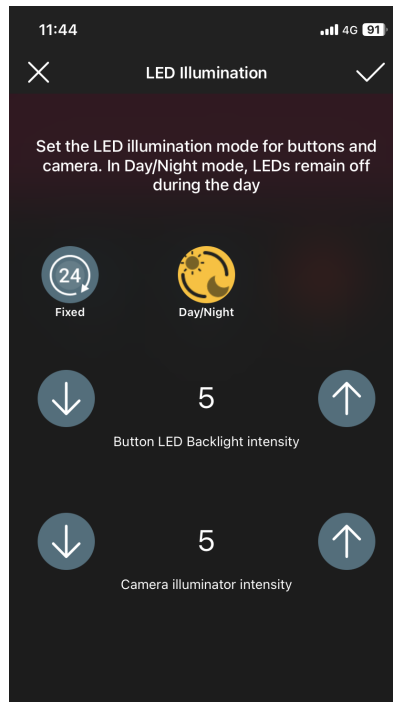 11:44
4G 91
LED Illumination
Set the LED illumination mode for buttons and
camera. In Day/Night mode, LEDs remain off
during the day
24
Fixed
Day/Night
5
Button LED Backlight intensity
5
Camera illuminator intensity